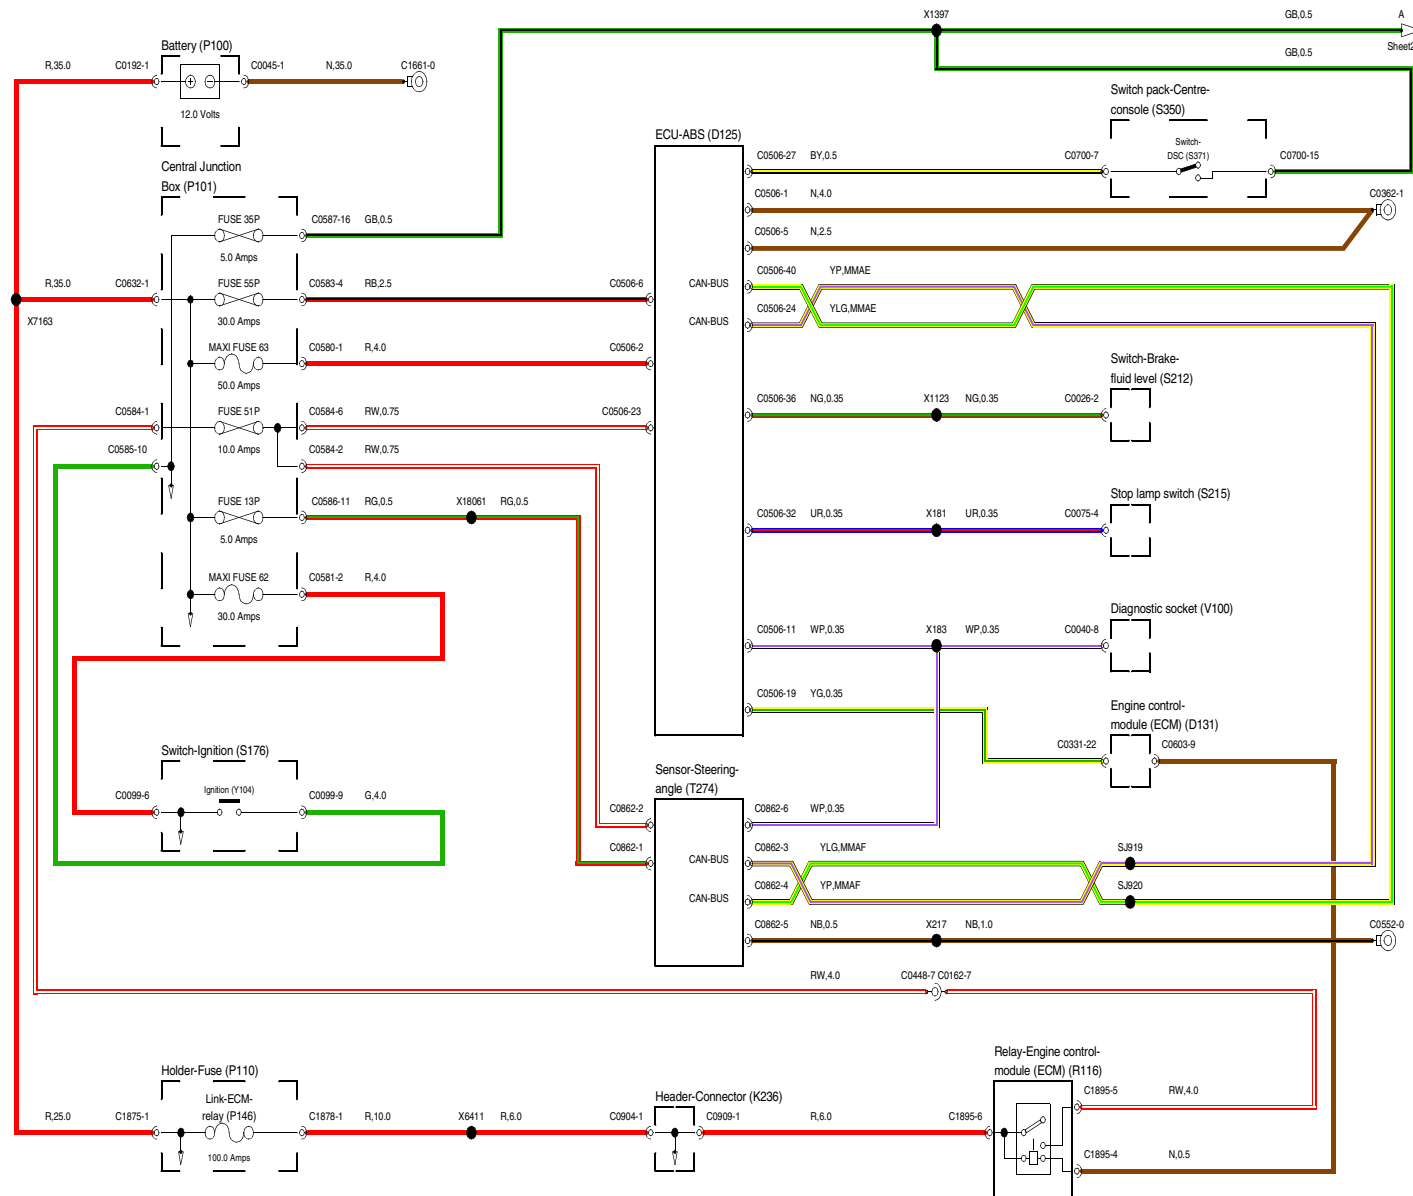 X1397
GB,0.5
A
Sheet2
GB,0.5
Battery (P100)
R,35.0
C0192-1
C0045-1
N,35.0
C1661-0
12.0 Volts
Switch pack-Centre-
console (S350)
Switch-
DSC (S371)
C0700-7
C0700-15
ECU-ABS (D125)
C0506-27
BY,0.5
C0506-1
N,4.0
C0362-1
C0506-5
N,2.5
Central Junction
Box (P101)
FUSE 35P
C0587-16
GB,0.5
5.0 Amps
R,35.0
C0632-1
FUSE 55P
C0583-4
RB,2.5
C0506-6
30.0 Amps
X7163
CAN-BUS
C0506-40
YP,MMAE
CAN-BUS
C0506-24
YLG,MMAE
MAXI FUSE 63
C0580-1
R,4.0
C0506-2
50.0 Amps
Switch-Brake-
fluid level (S212)
C0584-1
FUSE 51P
C0584-6
RW,0.75
C0506-23
C0506-36
NG,0.35
X1123
NG,0.35
C0026-2
C0585-10
10.0 Amps
C0584-2
RW,0.75
FUSE 13P
C0586-11
RG,0.5
X18061
RG,0.5
5.0 Amps
Stop lamp switch (S215)
C0506-32
UR,0.35
X181
UR,0.35
C0075-4
MAXI FUSE 62
C0581-2
R,4.0
30.0 Amps
Diagnostic socket (V100)
C0506-11
WP,0.35
X183
WP,0.35
C0040-8
C0506-19
YG,0.35
Engine control-
module (ECM) (D131)
C0331-22
C0603-9
Switch-Ignition (S176)
C0099-6
Ignition (Y104)
C0099-9
G,4.0
Sensor-Steering-
angle (T274)
C0862-2
C0862-6
WP,0.35
C0862-1
CAN-BUS
C0862-3
YLG,MMAF
SJ919
CAN-BUS
C0862-4
YP,MMAF
SJ920
C0862-5
NB,0.5
X217
NB,1.0
C0552-0
RW,4.0
C0448-7 C0162-7
Holder-Fuse (P110)
Link-ECM-
relay (P146)
R,25.0
C1875-1
C1878-1
R,10.0
X6411
R,6.0
100.0 Amps
Header-Connector (K236)
C0904-1
C0909-1
R,6.0
Relay-Engine control-
module (ECM) (R116)
C1895-6
C1895-5
RW,4.0
C1895-4
N,0.5